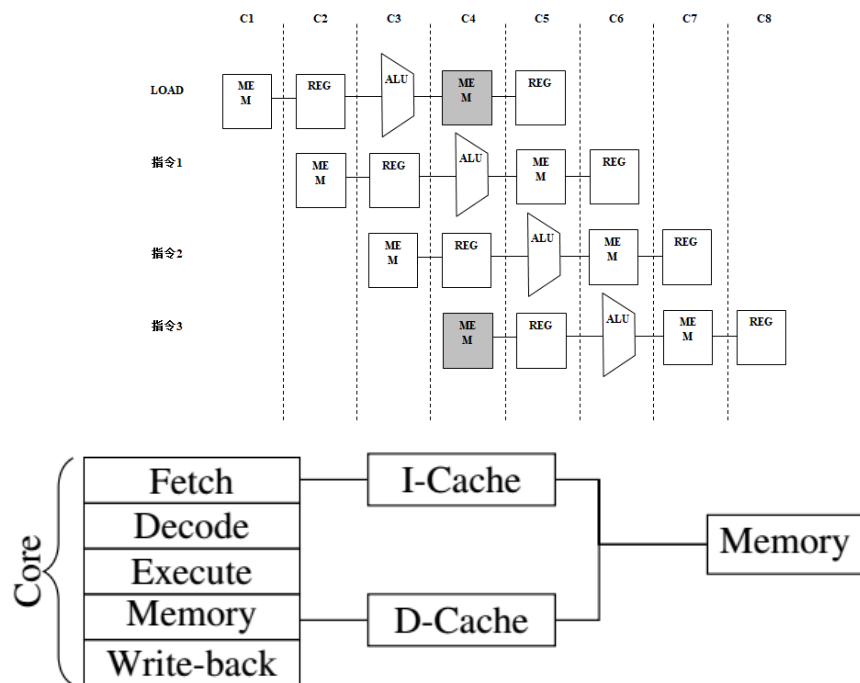 C1 C2 C3 C4 C5 C6 C7 C8
LOAD
ME
M
REG
ALU
ME
M
REG
指令1
ME
M
REG
ALU
ME
M
REG
指令2
ME
M
REG
ALU
ME
M
REG
指令3
ME
M
REG
ALU
ME
M
REG
Core
Fetch
Decode
Execute
Memory
Write-back
I-Cache
D-Cache
Memory